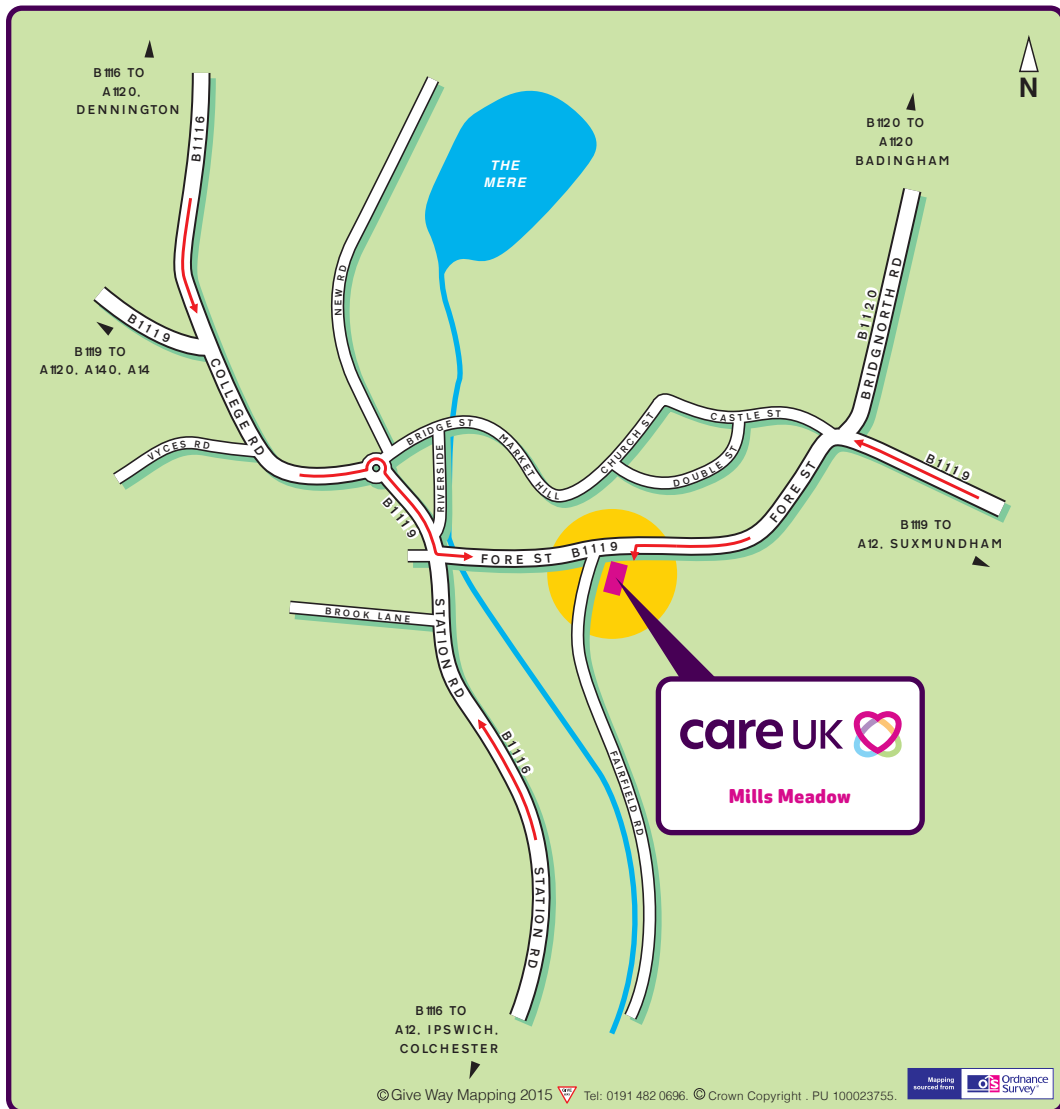 B1116 TO
A1120,
DENNINGTON
N
B1120 TO
A1120
BADINGHAM
B1116
THE
MERE
NEW RD
B1119
B1119 TO
A1120, A140, A14
COLLEGE RD
B1120
BRIDGNORTH RD
VYCES RD
BRIDGE ST
RIVERSIDE
MARKET HILL
CHURCH ST
CASTLE ST
DOUBLE ST
B1119
B1119
FORE ST
B1119 TO
A12, SUXMUNDHAM
FORE ST B1119
BROOK LANE
STATION RD
B1116
FAIRFIELD RD
care UK
Mills Meadow
STATION RD
B1116 TO
A12, IPSWICH,
COLCHESTER
© Give Way Mapping 2015 GIVE WAY Tel: 0191 482 0696. © Crown Copyright . PU 100023755.
Mapping
sourced from
OS Ordnance
Survey®